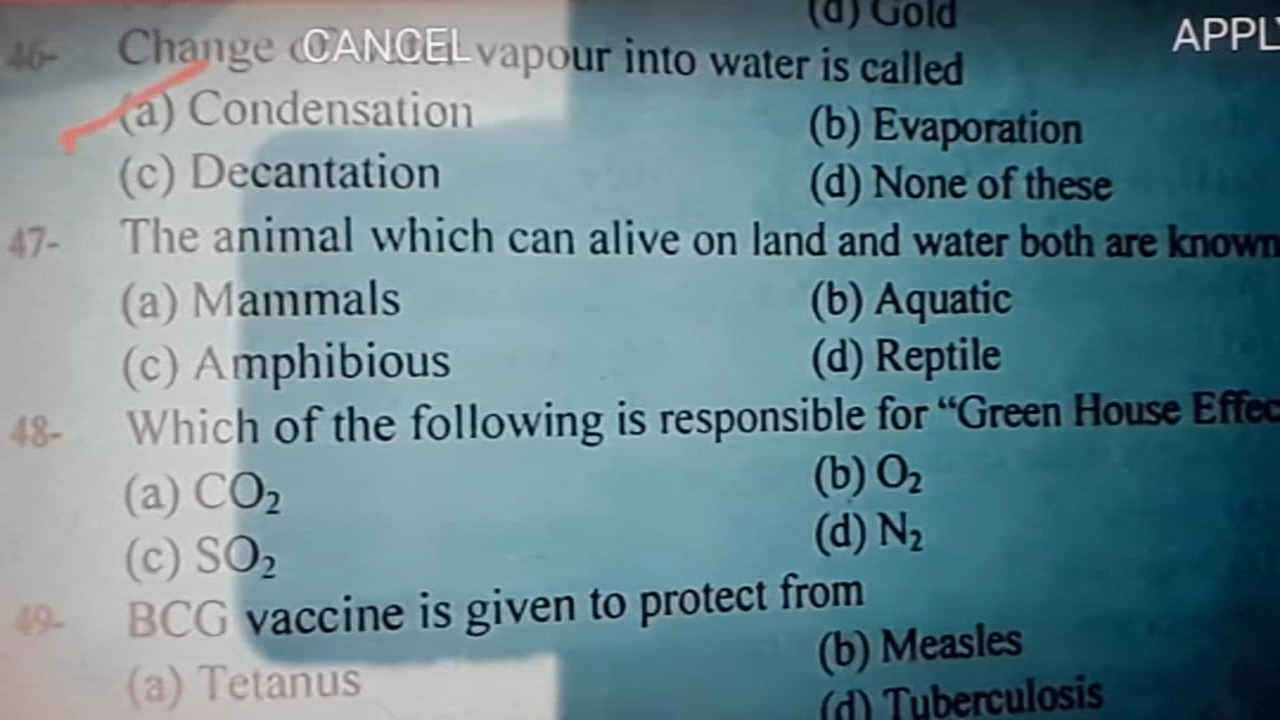 (d) Gold
CANCEL
APPL
46- Change vapour into water is called
(a) Condensation (b) Evaporation
(c) Decantation (d) None of these
47- The animal which can alive on land and water both are known
(a) Mammals (b) Aquatic
(c) Amphibious (d) Reptile
48- Which of the following is responsible for “Green House Effec
(a) CO₂ (b) O₂
(c) SO₂ (d) N₂
49- BCG vaccine is given to protect from
(a) Tetanus (b) Measles
(d) Tuberculosis